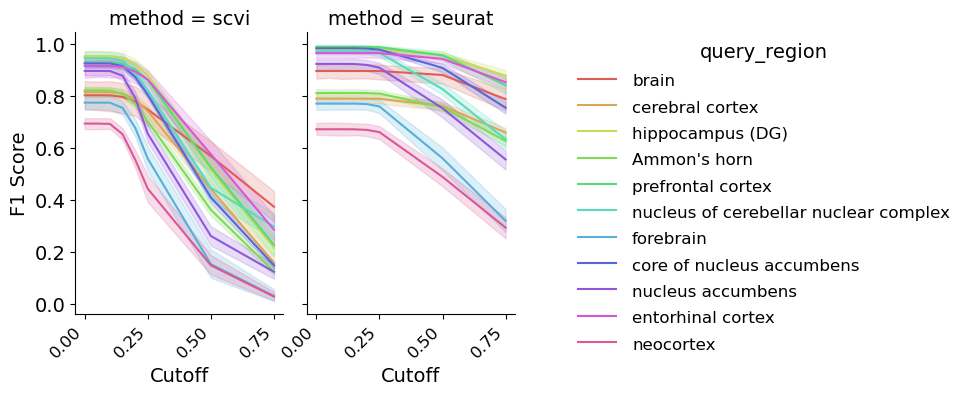 method = scvi
method = seurat
F1 Score
1.0
0.8
0.6
0.4
0.2
0.0
0.00
0.25
0.50
0.75
0.00
0.25
0.50
0.75
Cutoff
Cutoff
query_region
brain
cerebral cortex
hippocampus (DG)
Ammon's horn
prefrontal cortex
nucleus of cerebellar nuclear complex
forebrain
core of nucleus accumbens
nucleus accumbens
entorhinal cortex
neocortex